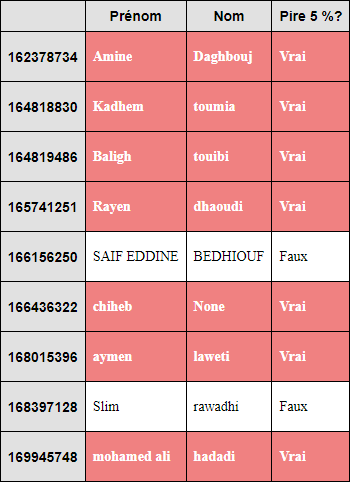 Prénom Nom Pire 5 %?
162378734 Amine Daghbouj Vrai
164818830 Kadhem toumia Vrai
164819486 Baligh touibi Vrai
165741251 Rayen dhaoudi Vrai
166156250 SAIF EDDINE BEDHIOUF Faux
166436322 chiheb None Vrai
168015396 aymen laweti Vrai
168397128 Slim rawadhi Faux
169945748 mohamed ali hadadi Vrai